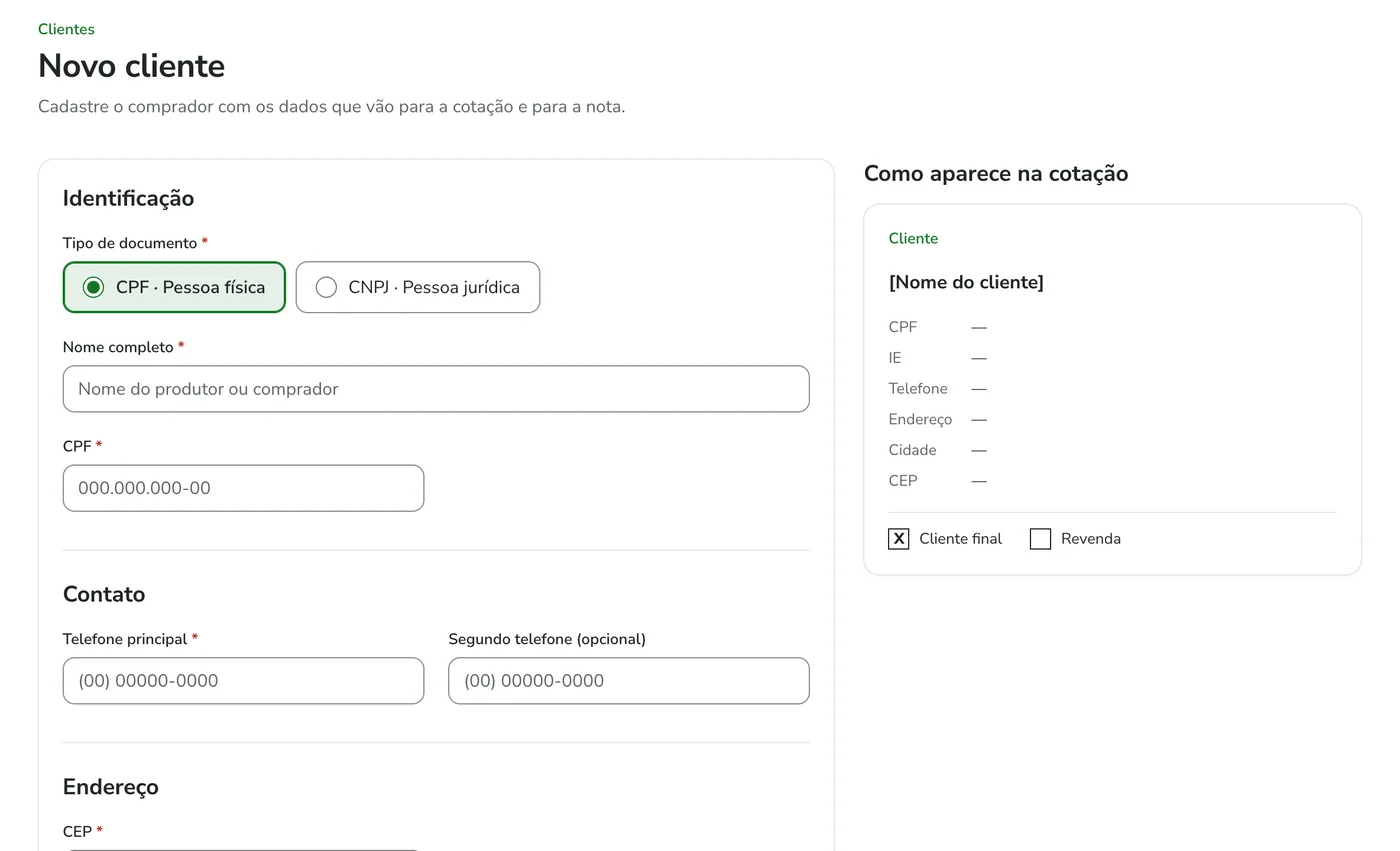 Clientes
Novo cliente
Cadastre o comprador com os dados que vão para a cotação e para a nota.
Identificação
Tipo de documento *
CPF · Pessoa física
CNPJ · Pessoa jurídica
Nome completo *
Nome do produtor ou comprador
CPF *
000.000.000-00
Contato
Telefone principal *
Segundo telefone (opcional)
(00) 00000-0000
(00) 00000-0000
Endereço
CEP *
Como aparece na cotação
Cliente
[Nome do cliente]
CPF —
IE —
Telefone —
Endereço —
Cidade —
CEP —
X Cliente final
Revenda